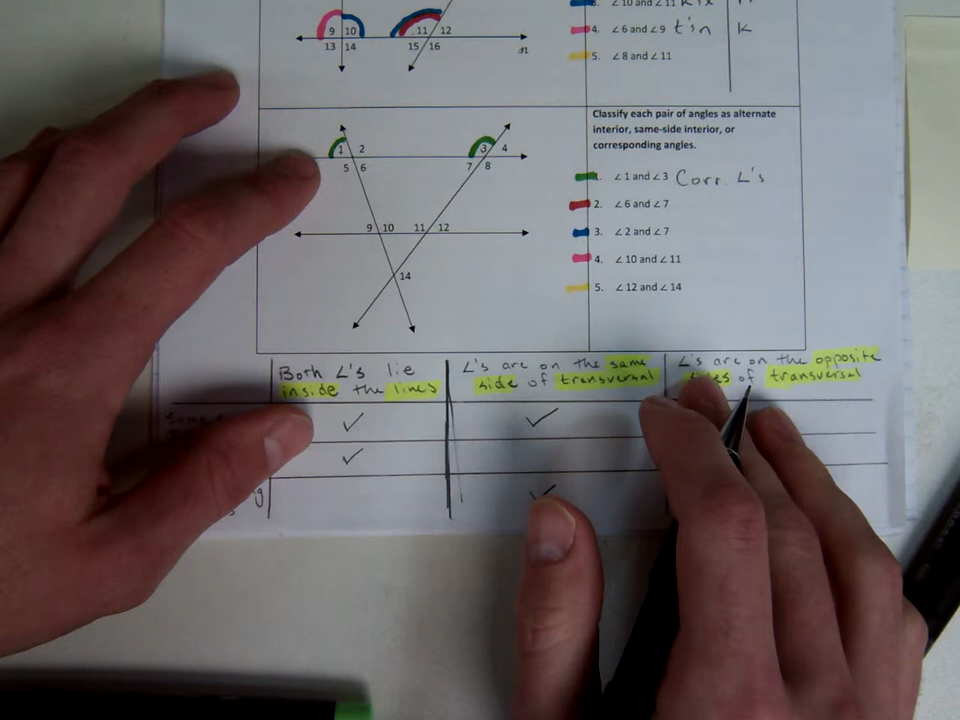 3. ∠10 and ∠11
9 10 11 12
4. ∠6 and ∠9 t'in K
13 14 15 16
5. ∠8 and ∠11
Classify each pair of angles as alternate
interior, same-side interior, or
corresponding angles.
1 2 3 4
5 6 7 8
1. ∠1 and ∠3 Corr. ∠'s
2. ∠6 and ∠7
9 10 11 12
3. ∠2 and ∠7
4. ∠10 and ∠11
14
5. ∠12 and ∠14
Both ∠'s lie
inside the lines
∠'s are on the same
side of transversal
∠'s are on the opposite
of transversal